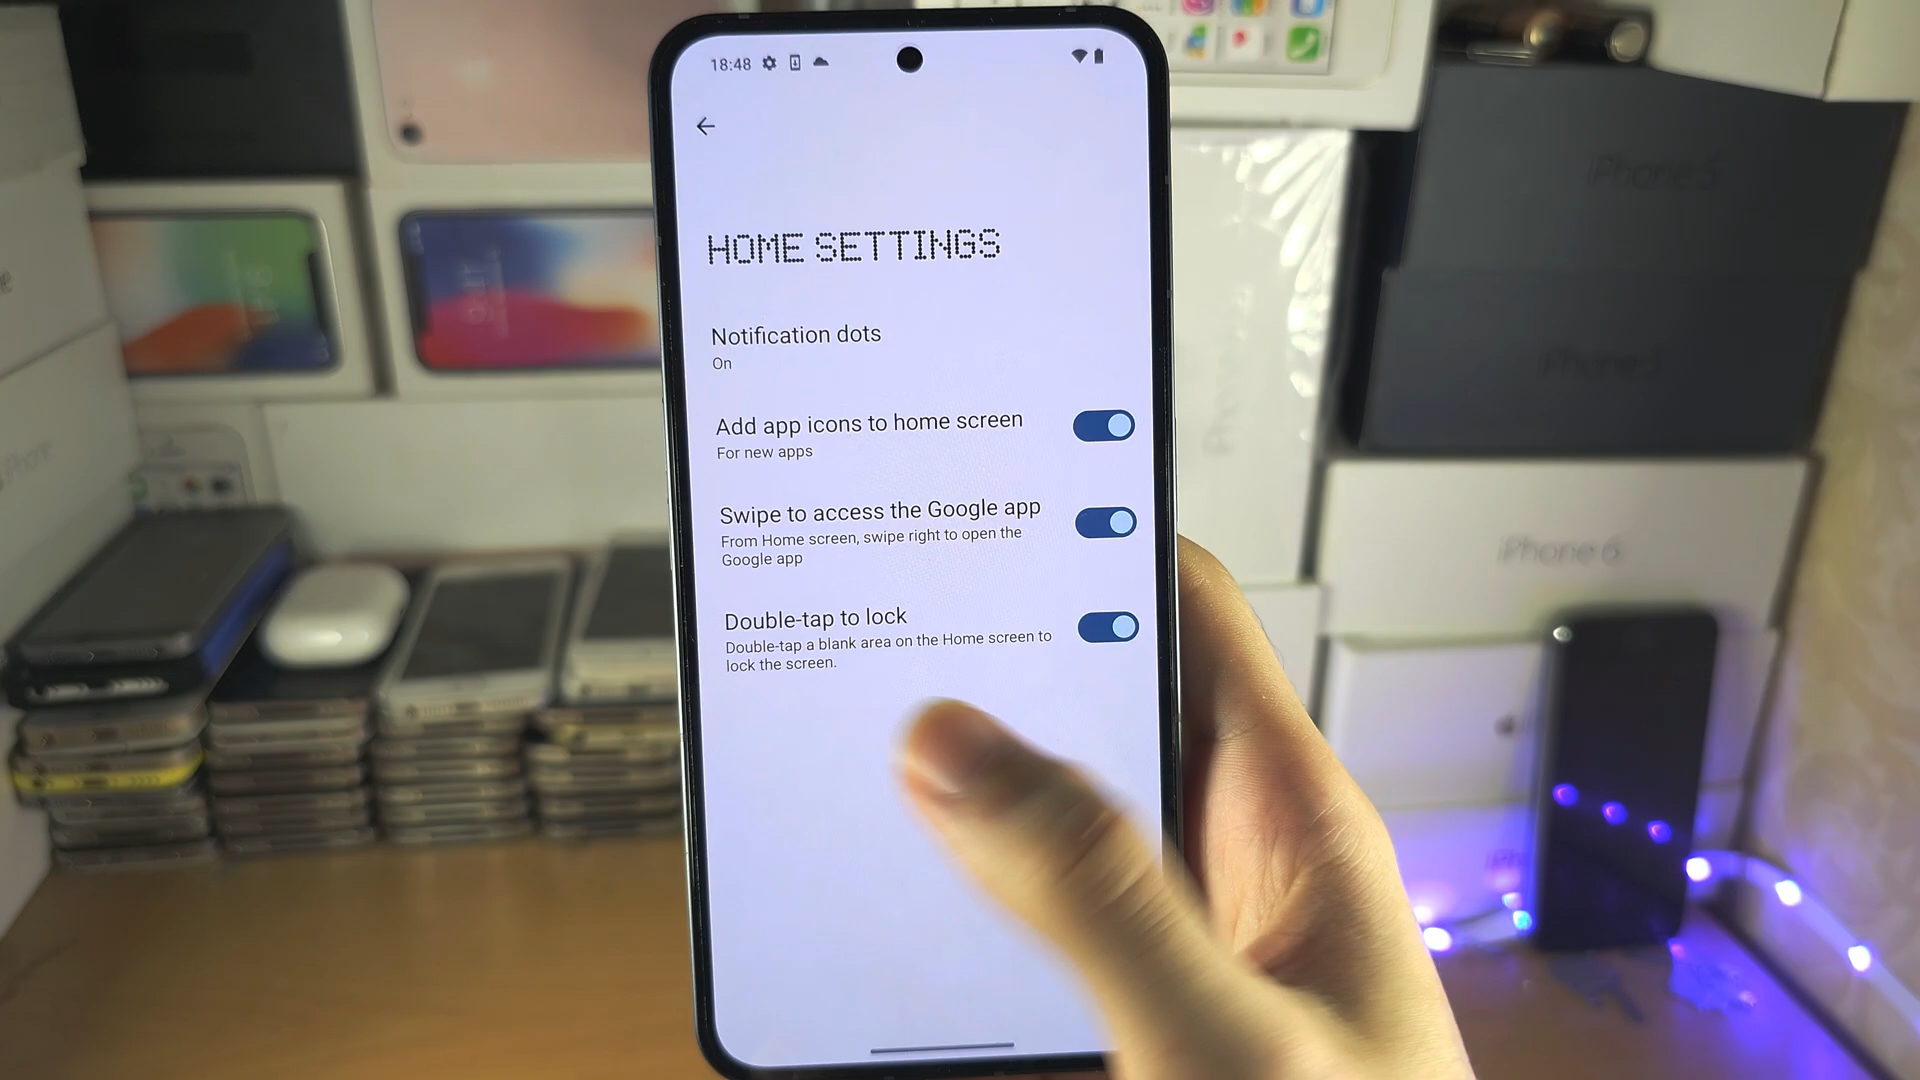 18:48
HOME SETTINGS
Notification dots
On
Add app icons to home screen
For new apps
Swipe to access the Google app
From Home screen, swipe right to open the
Google app
Double-tap to lock
Double-tap a blank area on the Home screen to
lock the screen.
iPhone 5
iPhone 6